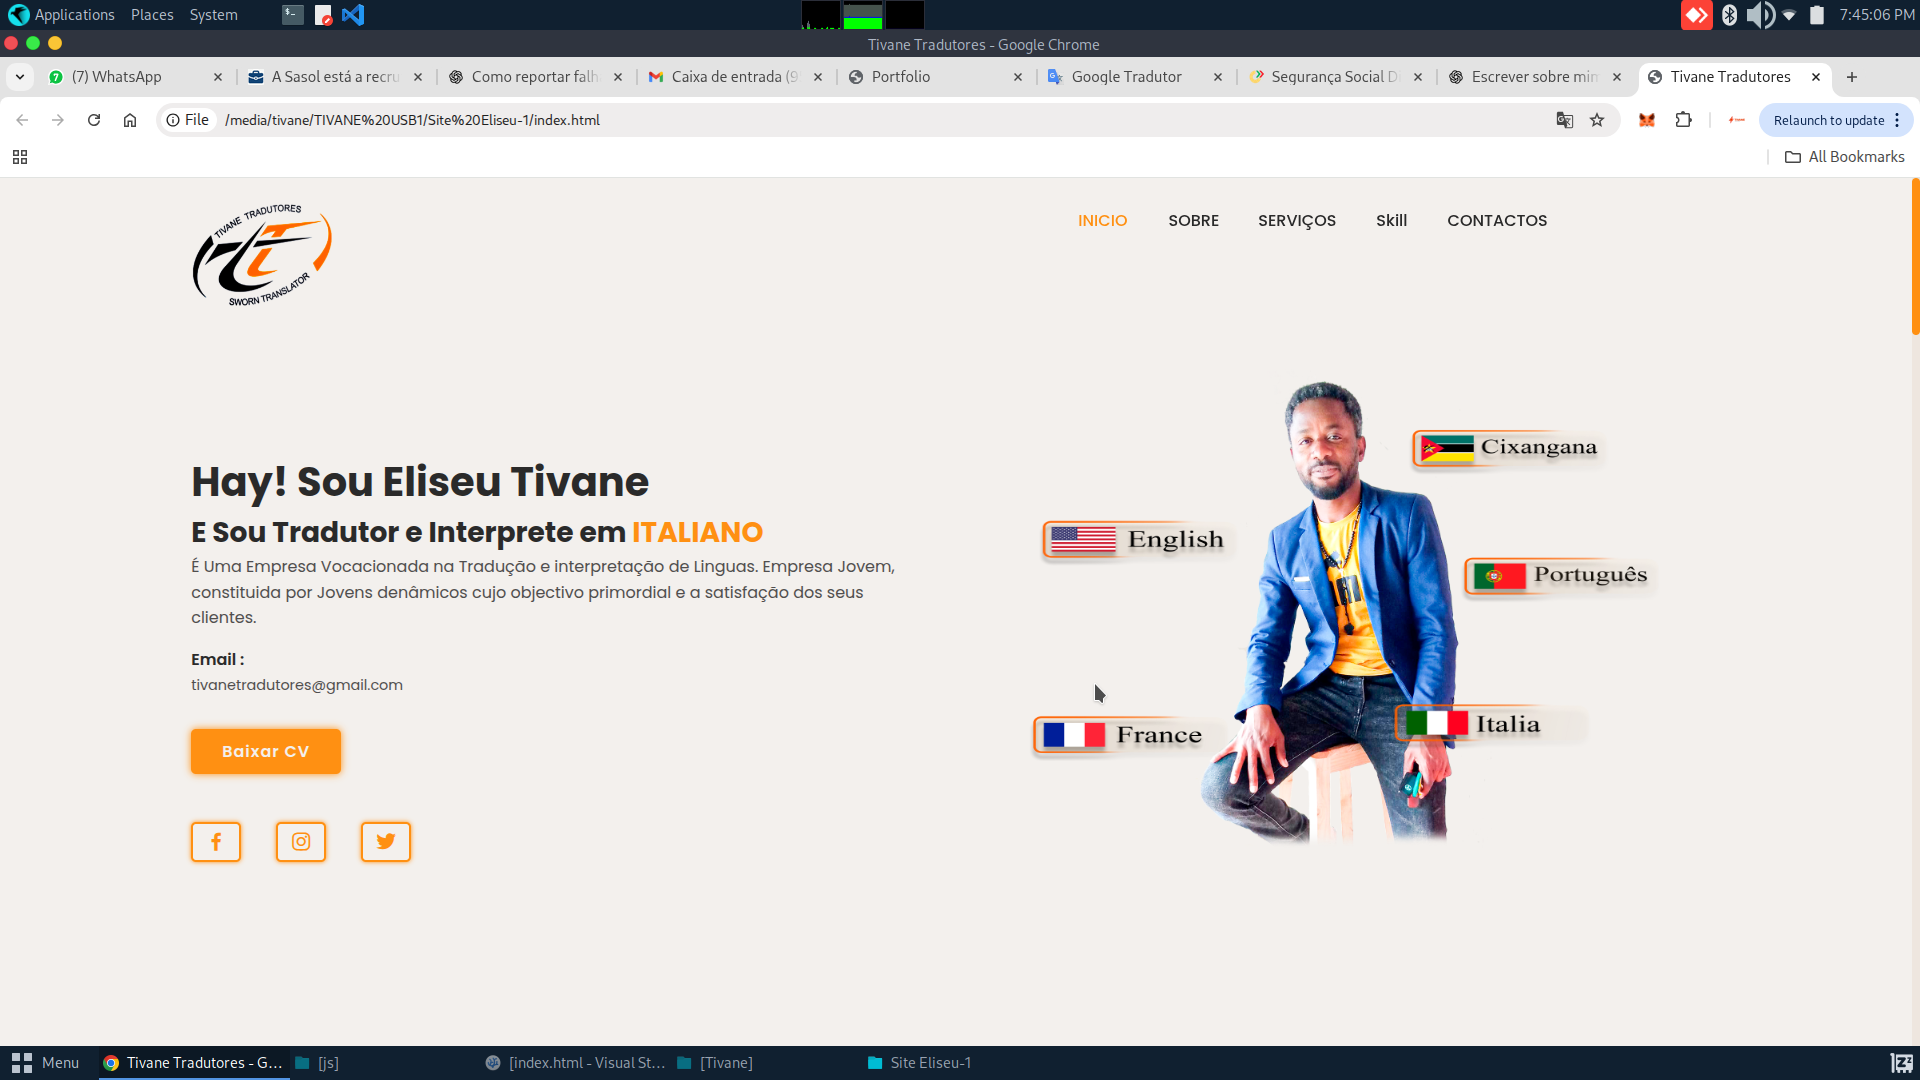 Applications Places System
7:45:06 PM
Tivane Tradutores - Google Chrome
(7) WhatsApp
A Sasol está a recru
Como reportar falh
Caixa de entrada (9
Portfolio
Google Tradutor
Segurança Social D
Escrever sobre min
Tivane Tradutores
File /media/tivane/TIVANE%20USB1/Site%20Eliseu-1/index.html
Relaunch to update
All Bookmarks
TIVANE TRADUTORES
SWORN TRANSLATOR
INICIO SOBRE SERVIÇOS Skill CONTACTOS
Hay! Sou Eliseu Tivane
E Sou Tradutor e Interprete em ITALIANO
É Uma Empresa Vocacionada na Tradução e interpretação de Linguas. Empresa Jovem,
constituida por Jovens denâmicos cujo objectivo primordial e a satisfação dos seus
clientes.
Email :
tivanetradutores@gmail.com
Baixar CV
Cixangana
English
Português
France
Italia
Menu
Tivane Tradutores - G...
[js]
[index.html - Visual St...
[Tivane]
Site Eliseu-1